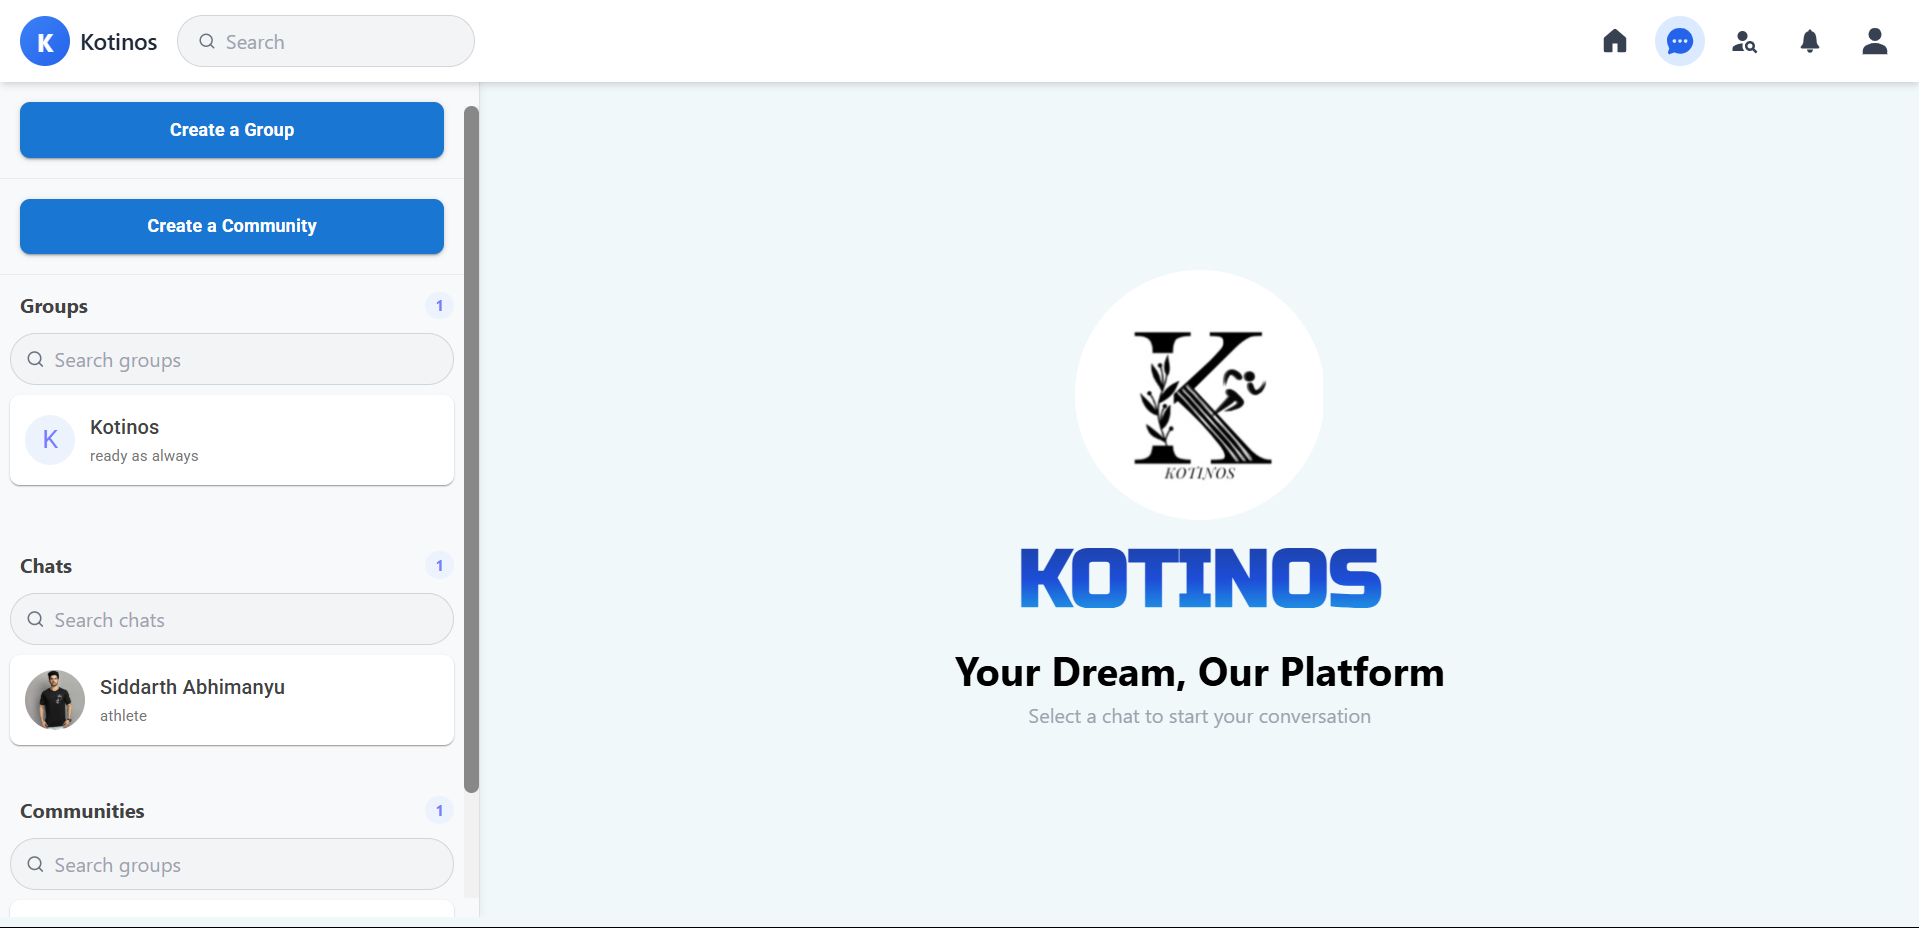 K Kotinos
Search
Create a Group
Create a Community
Groups
1
Search groups
K
Kotinos
ready as always
Chats
1
Search chats
Siddarth Abhimanyu
athlete
Communities
1
Search groups
K
KOTINOS
KOTINOS
Your Dream, Our Platform
Select a chat to start your conversation